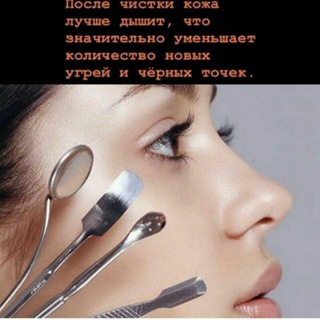 После чистки кожа
лучше дышит, что
значительно уменьшает
количество новых
угрей и чёрных точек.